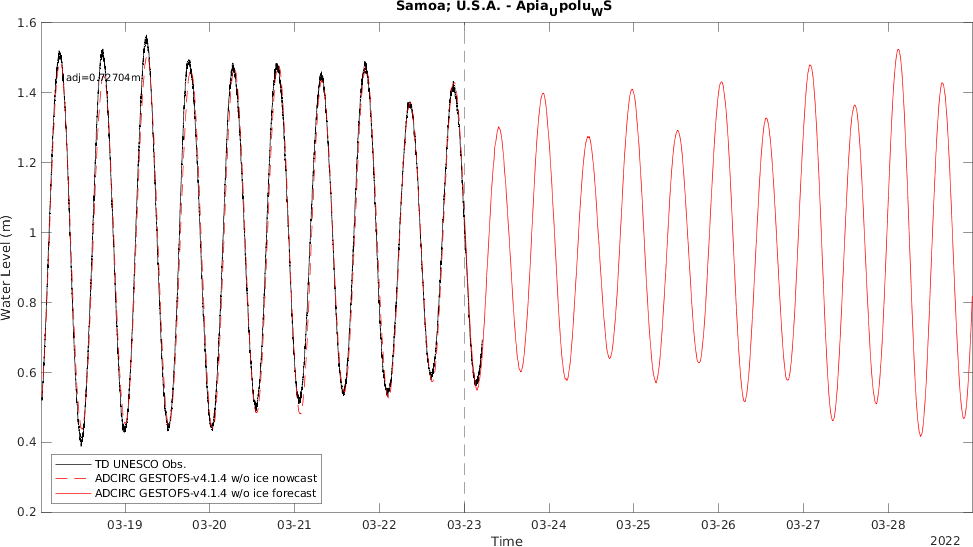 Samoa; U.S.A. - Apia_Upolu_WS
1.6
adj=0.72704m
1.4
1.2
1
0.8
0.6
0.4
0.2
Water Level (m)
TD UNESCO Obs.
ADCIRC GESTOFS-v4.1.4 w/o ice nowcast
ADCIRC GESTOFS-v4.1.4 w/o ice forecast
03-19 03-20 03-21 03-22 03-23 03-24 03-25 03-26 03-27 03-28
Time
2022